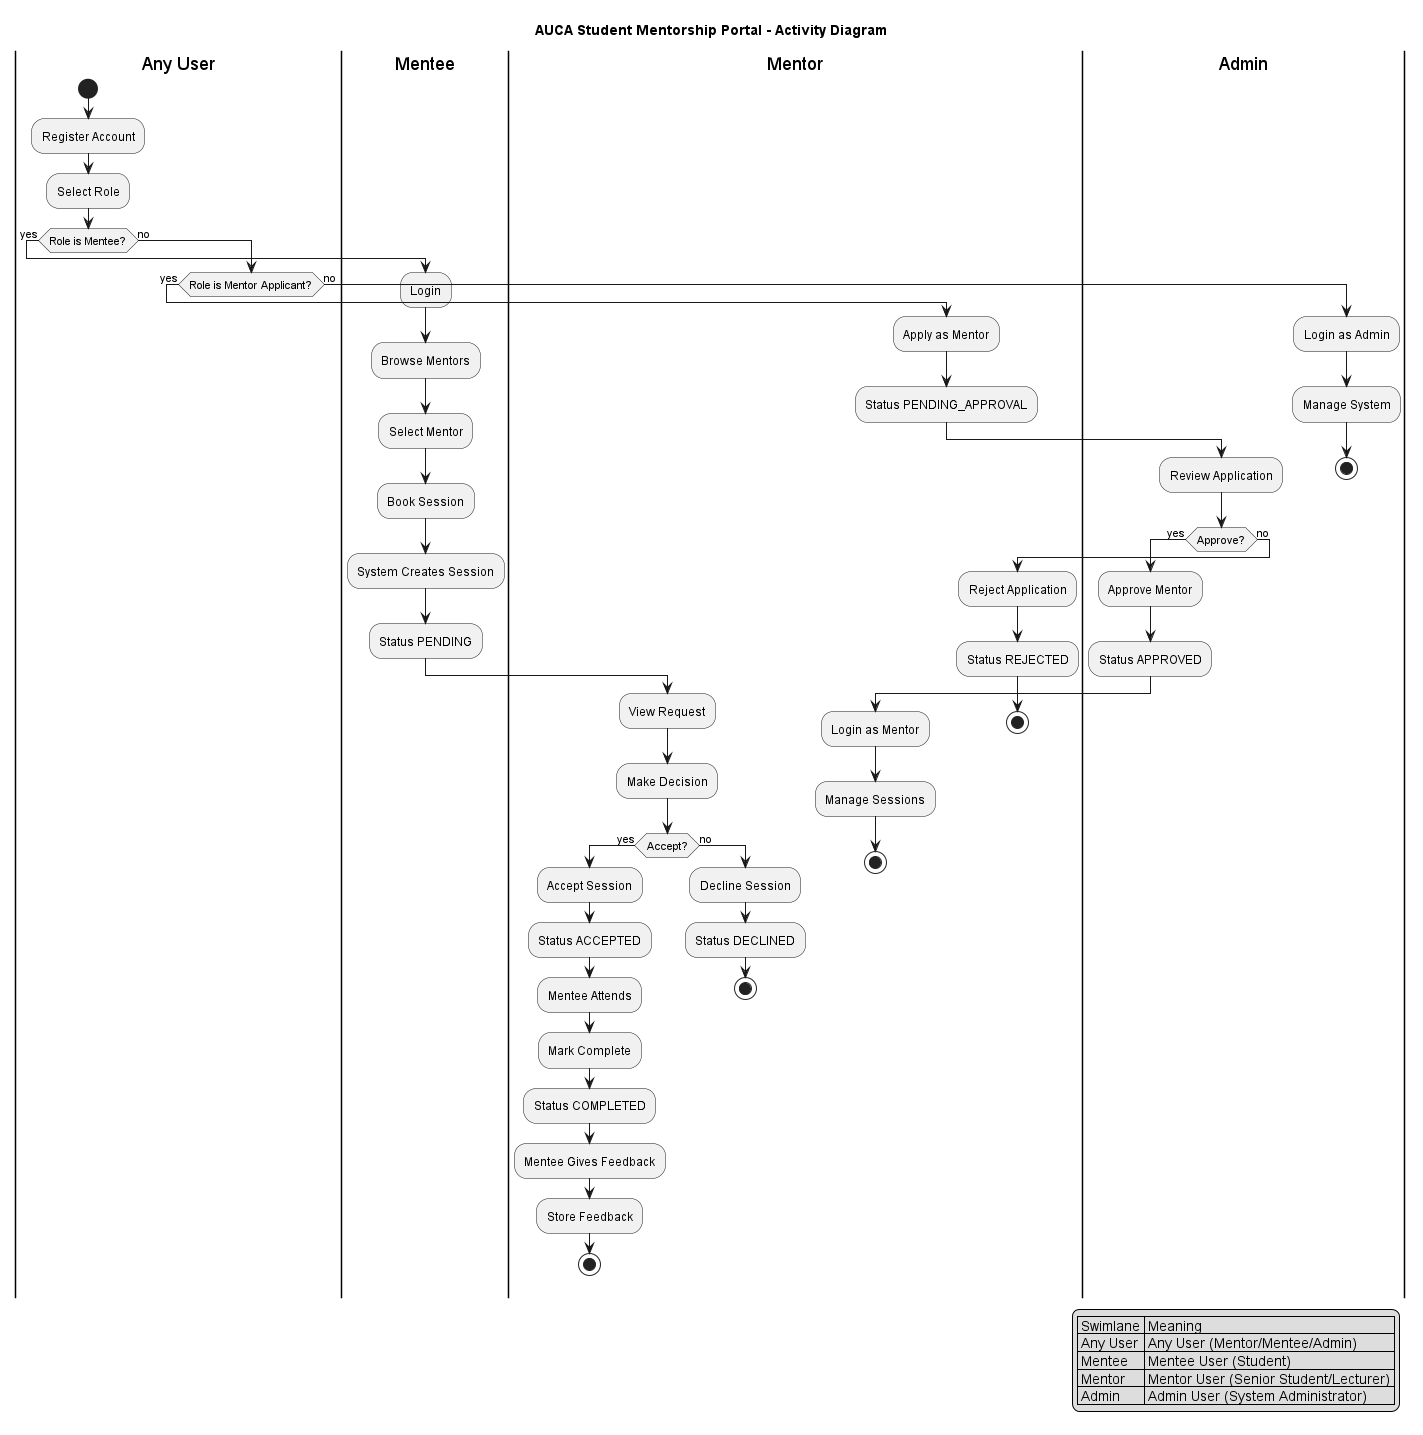 AUCA Student Mentorship Portal - Activity Diagram
Any User
Mentee
Mentor
Admin
Register Account
Select Role
yes
Role is Mentee?
no
yes
Role is Mentor Applicant?
no
Login
Browse Mentors
Select Mentor
Book Session
System Creates Session
Status PENDING
Apply as Mentor
Status PENDING_APPROVAL
Login as Admin
Manage System
Review Application
yes
Approve?
no
Reject Application
Status REJECTED
Approve Mentor
Status APPROVED
View Request
Make Decision
Login as Mentor
Manage Sessions
yes
Accept?
no
Accept Session
Status ACCEPTED
Mentee Attends
Mark Complete
Status COMPLETED
Mentee Gives Feedback
Store Feedback
Decline Session
Status DECLINED
Swimlane Meaning
Any User Any User (Mentor/Mentee/Admin)
Mentee Mentee User (Student)
Mentor Mentor User (Senior Student/Lecturer)
Admin Admin User (System Administrator)